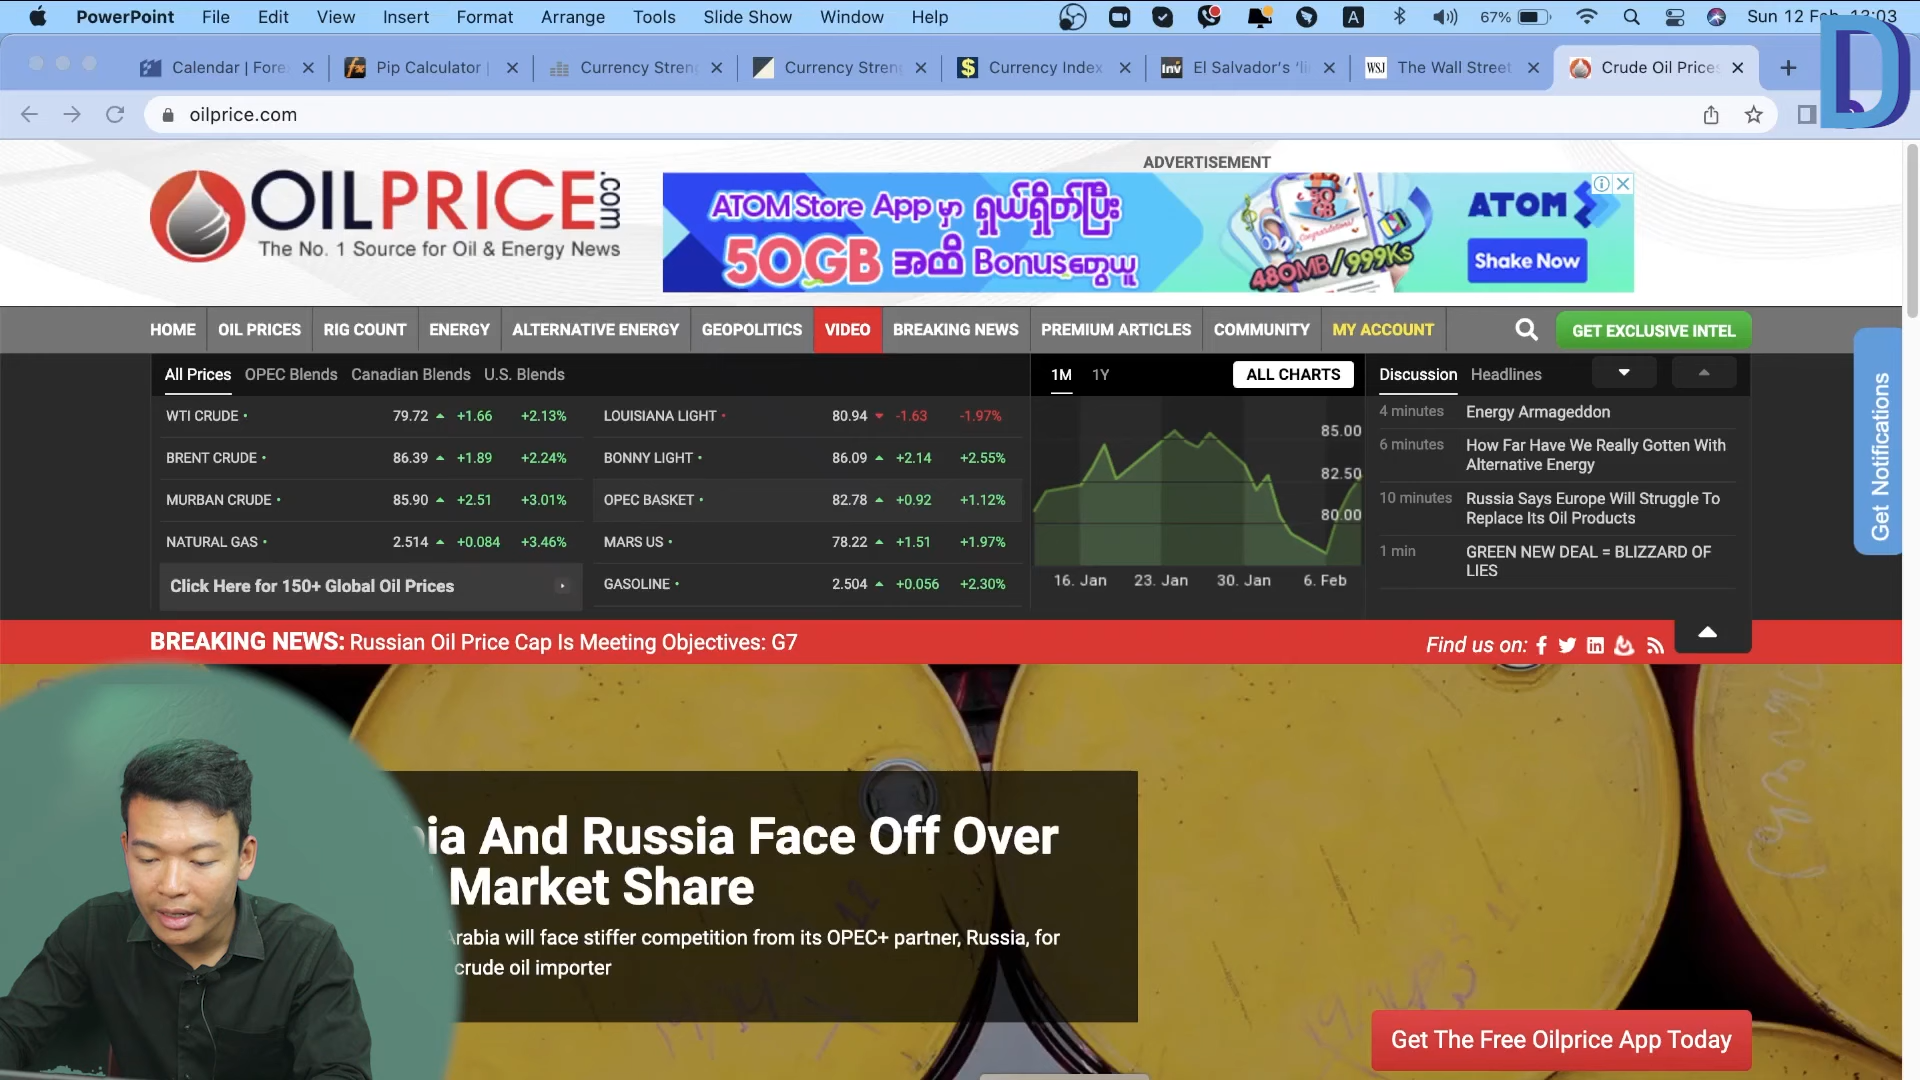 PowerPoint File Edit View Insert Format Arrange Tools Slide Show Window Help
A 67% Sun 12 Feb 13:03
Calendar | Fore
Pip Calculator |
Currency Stren
Currency Stren
Currency Index
El Salvador's 'li
WSJ The Wall Street
Crude Oil Price
oilprice.com
D
ADVERTISEMENT
OILPRICE.com
The No. 1 Source for Oil & Energy News
ATOM Store App မှာ ရှယ်ရှိတ်ပြီး
50GB အထိ Bonus တွေယူ
Congratulations!
50 GB
480MB/999Ks
ATOM
Shake Now
HOME OIL PRICES RIG COUNT ENERGY ALTERNATIVE ENERGY GEOPOLITICS VIDEO BREAKING NEWS PREMIUM ARTICLES COMMUNITY MY ACCOUNT
GET EXCLUSIVE INTEL
All Prices OPEC Blends Canadian Blends U.S. Blends
WTI CRUDE • 79.72 +1.66 +2.13%
BRENT CRUDE • 86.39 +1.89 +2.24%
MURBAN CRUDE • 85.90 +2.51 +3.01%
NATURAL GAS • 2.514 +0.084 +3.46%
Click Here for 150+ Global Oil Prices
LOUISIANA LIGHT • 80.94 -1.63 -1.97%
BONNY LIGHT • 86.09 +2.14 +2.55%
OPEC BASKET • 82.78 +0.92 +1.12%
MARS US • 78.22 +1.51 +1.97%
GASOLINE • 2.504 +0.056 +2.30%
1M 1Y ALL CHARTS
85.00
82.50
80.00
16. Jan 23. Jan 30. Jan 6. Feb
Discussion Headlines
4 minutes Energy Armageddon
6 minutes How Far Have We Really Gotten With
Alternative Energy
10 minutes Russia Says Europe Will Struggle To
Replace Its Oil Products
1 min GREEN NEW DEAL = BLIZZARD OF
LIES
Get Notifications
BREAKING NEWS: Russian Oil Price Cap Is Meeting Objectives: G7
Find us on:
And Russia Face Off Over
Market Share
Arabia will face stiffer competition from its OPEC+ partner, Russia, for
crude oil importer
Get The Free Oilprice App Today